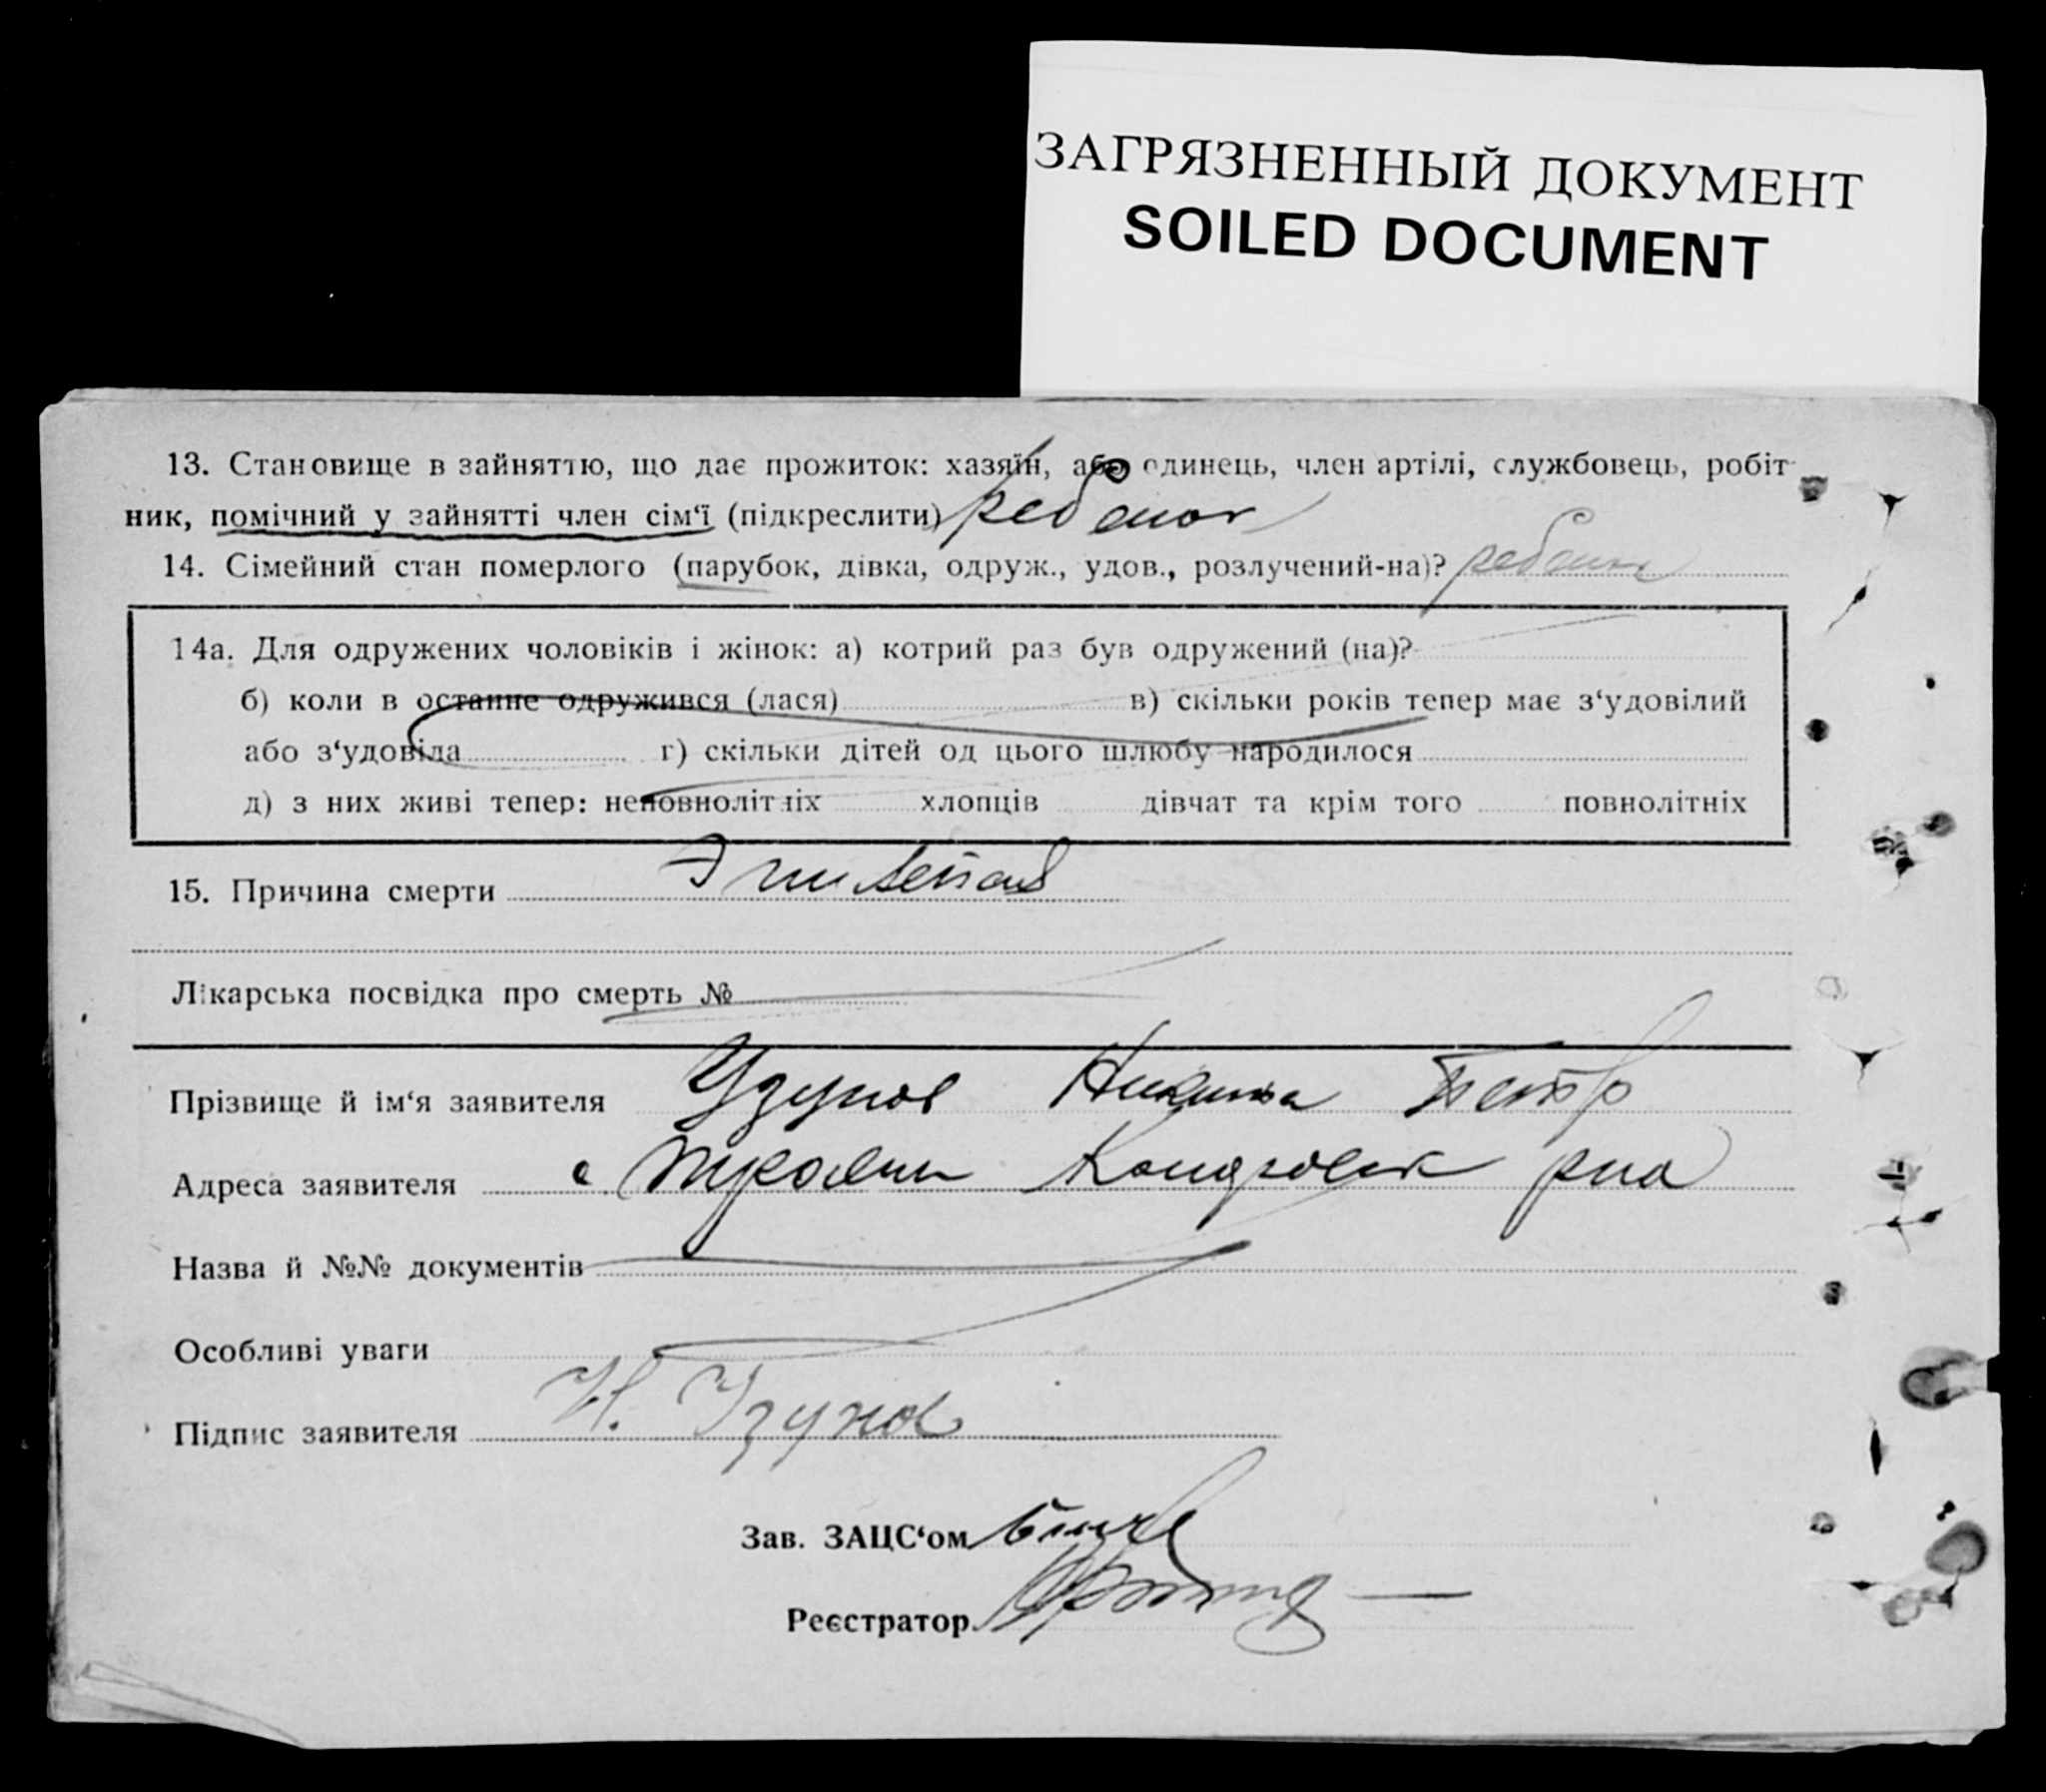 ЗАГРЯЗНЕННЫЙ ДОКУМЕНТ
SOILED DOCUMENT
13. Становище в зайняттю, що дає прожиток: хазяїн, або одинець, член артілі, службовець, робіт-
ник, помічний у зайнятті член сім‘ї (підкреслити) ребенок
14. Сімейний стан померлого (парубок, дівка, одруж., удов., розлучений-на)? ребенок
14а. Для одружених чоловіків і жінок: а) котрий раз був одружений (на)?
б) коли в останнє одружився (лася) в) скільки років тепер має з‘удовілий
або з‘удовіла г) скільки дітей од цього шлюбу народилося
д) з них живі тепер: неповнолітніх хлопців дівчат та крім того повнолітніх
15. Причина смерти
Лікарська посвідка про смерть №
Прізвище й ім‘я заявителя Узунов Никита Петр
Адреса заявителя с рна
Назва й №№ документів
Особливі уваги
Підпис заявителя Н. Узунов
Зав. ЗАЦС‘ом
Реєстратор